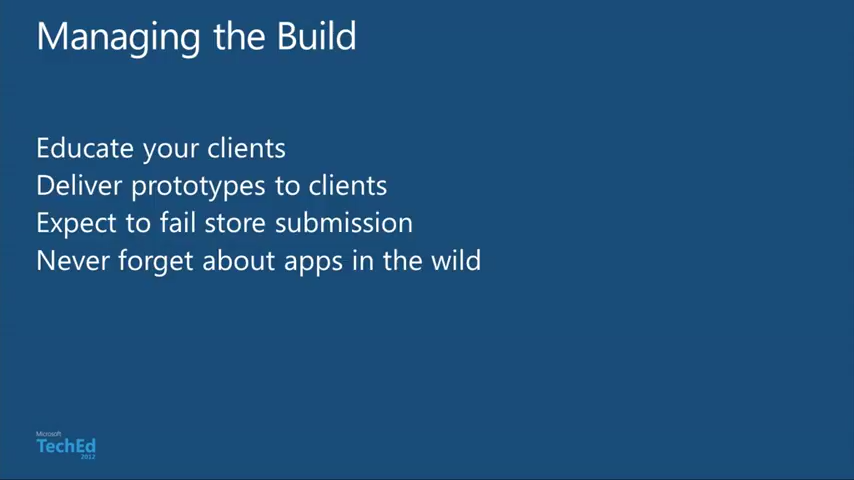 Managing the Build
Educate your clients
Deliver prototypes to clients
Expect to fail store submission
Never forget about apps in the wild
Microsoft
TechEd
2012